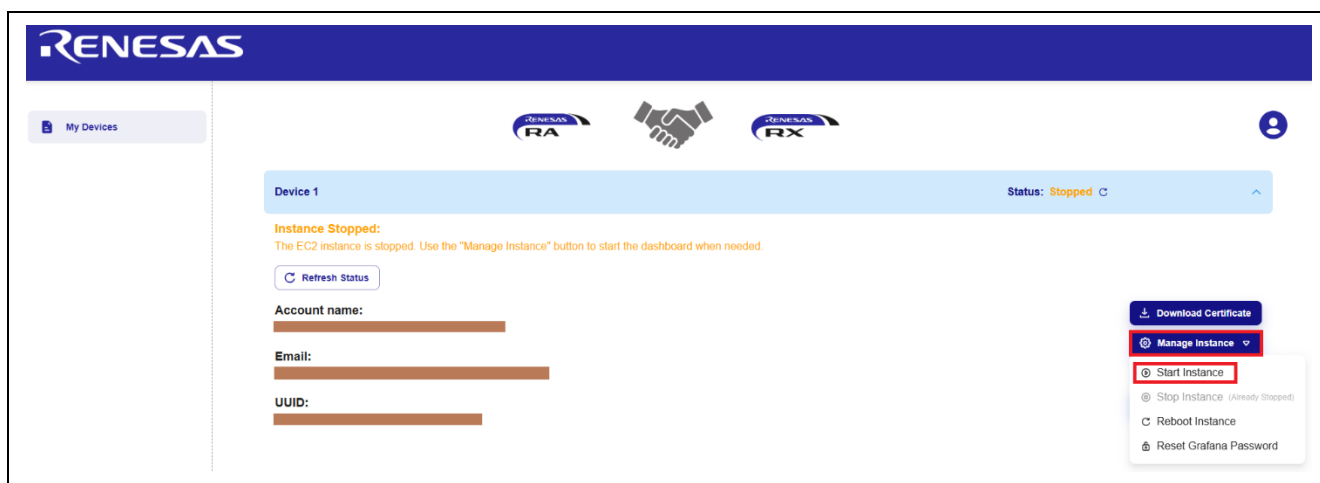 RENESAS
My Devices
RENESAS
RA
RENESAS
RX
Device 1
Status: Stopped
Instance Stopped:
The EC2 instance is stopped. Use the "Manage Instance" button to start the dashboard when needed.
Refresh Status
Account name:
Download Certificate
Manage Instance
Email:
Start Instance
Stop Instance (Already Stopped)
UUID:
Reboot Instance
Reset Grafana Password